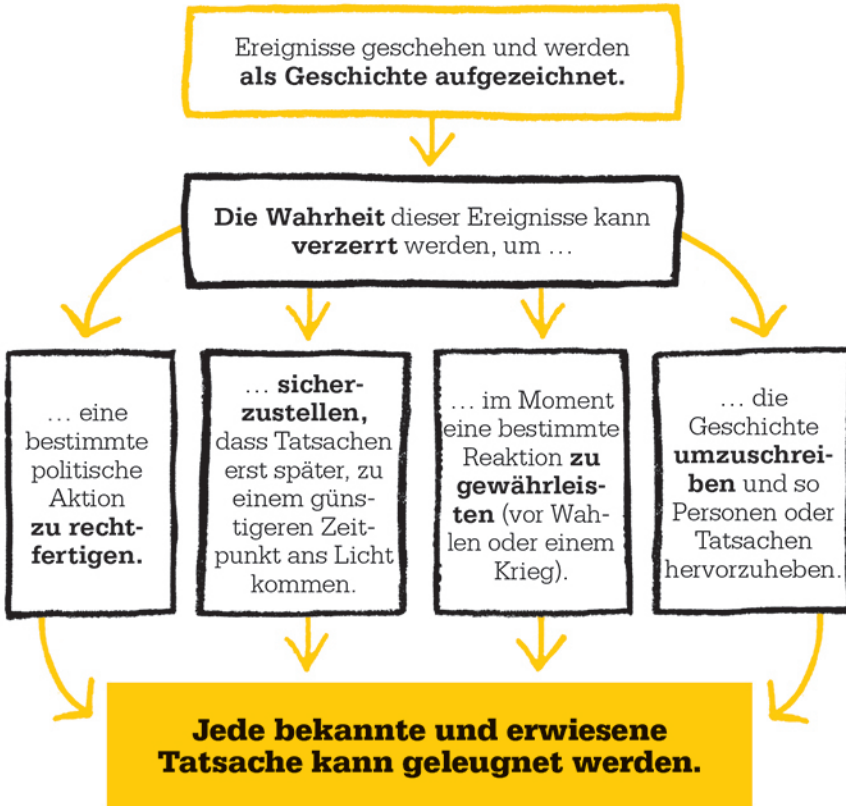 Ereignisse geschehen und werden
als Geschichte aufgezeichnet.
Die Wahrheit dieser Ereignisse kann
verzerrt werden, um …
… eine
bestimmte
politische
Aktion
zu recht-
fertigen.
… sicher-
zustellen,
dass Tatsachen
erst später, zu
einem güns-
tigeren Zeit-
punkt ans Licht
kommen.
… im Moment
eine bestimmte
Reaktion zu
gewährleis-
ten (vor Wah-
len oder einem
Krieg).
… die
Geschichte
umzuschrei-
ben und so
Personen oder
Tatsachen
hervorzuheben.
Jede bekannte und erwiesene
Tatsache kann geleugnet werden.